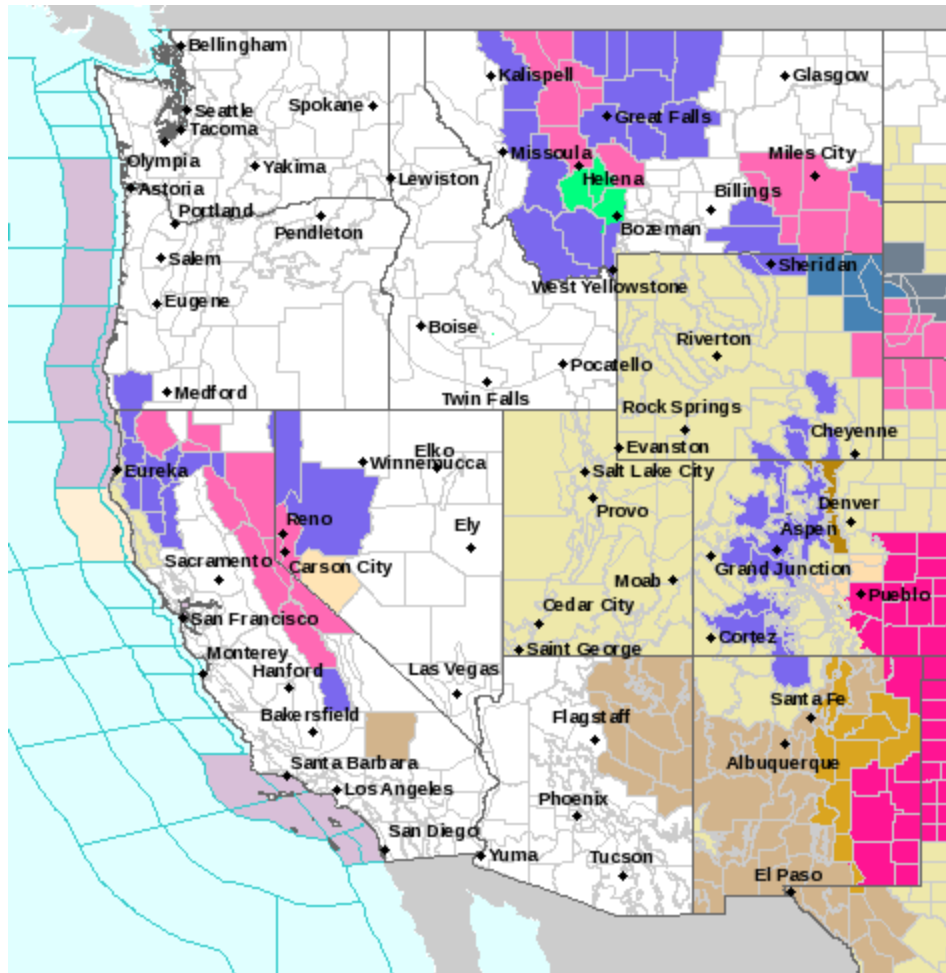 Bellingham
Kalispell
Glasgow
Spokane
Seattle
Great Falls
Tacoma
Olympia
Yakima
Missoula
Miles City
Helena
Lewiston
Astoria
Billings
Portland
Pendleton
Bozeman
Salem
Sheridan
West Yellowstone
Eugene
Boise
Riverton
Pocatello
Medford
Twin Falls
Rock Springs
Cheyenne
Elko
Evanston
Eureka
Winnemucca
Salt Lake City
Provo
Denver
Reno
Ely
Aspen
Sacramento
Carson City
Grand Junction
Moab
Pueblo
Cedar City
San Francisco
Cortez
Saint George
Monterey
Hanford
Las Vegas
Santa Fe
Bakersfield
Flagstaff
Albuquerque
Santa Barbara
Los Angeles
Phoenix
San Diego
Yuma
Tucson
El Paso